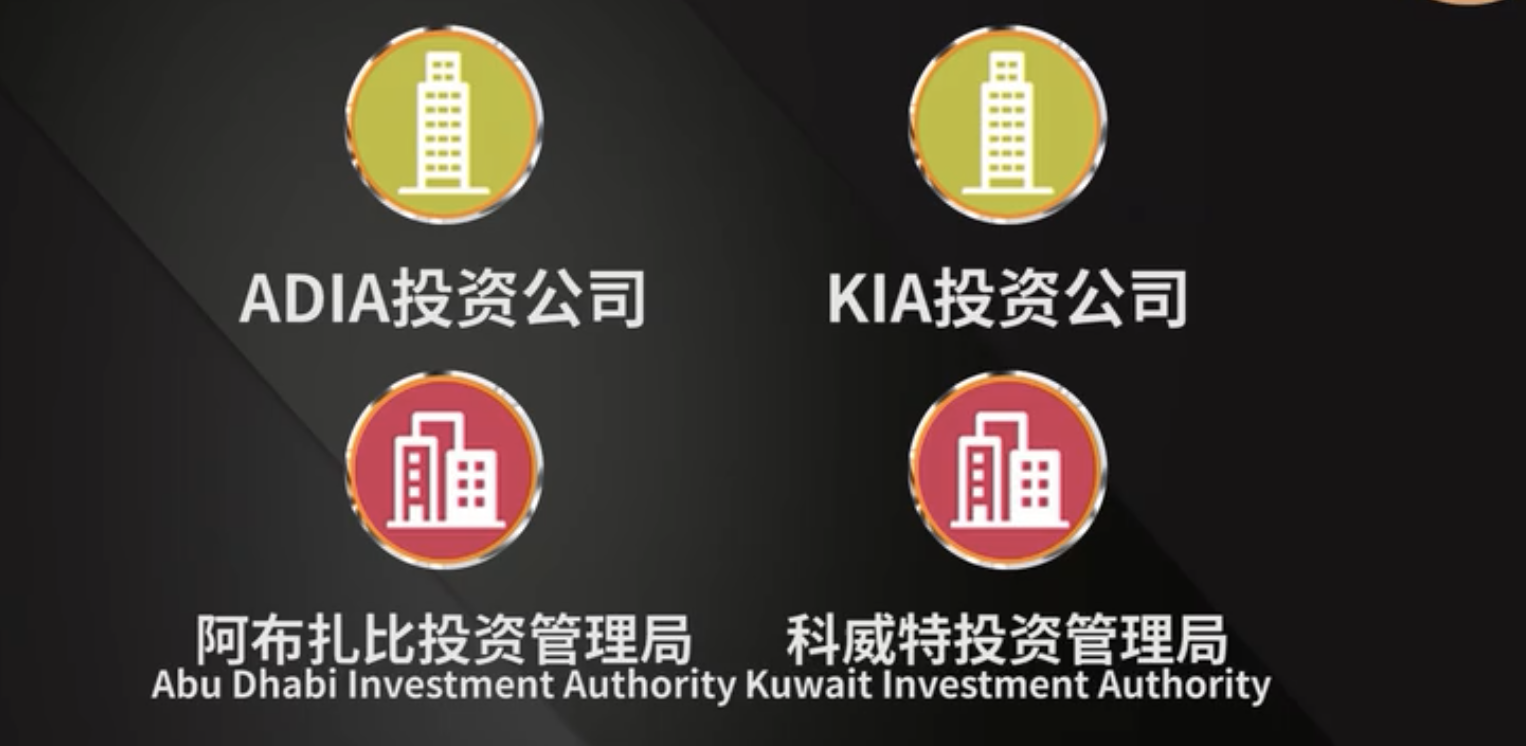 ADIA投资公司
KIA投资公司
阿布扎比投资管理局
Abu Dhabi Investment Authority
科威特投资管理局
Kuwait Investment Authority